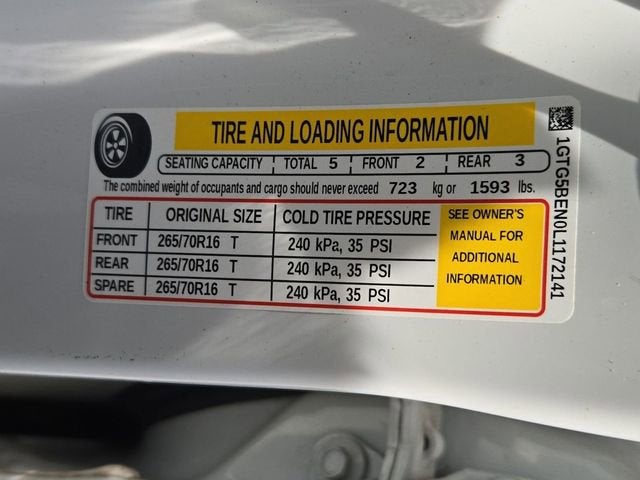 TIRE AND LOADING INFORMATION
SEATING CAPACITY TOTAL 5 FRONT 2 REAR 3
The combined weight of occupants and cargo should never exceed 723 kg or 1593 lbs.
TIRE ORIGINAL SIZE COLD TIRE PRESSURE
FRONT 265/70R16 T 240 kPa, 35 PSI
REAR 265/70R16 T 240 kPa, 35 PSI
SPARE 265/70R16 T 240 kPa, 35 PSI
SEE OWNER'S
MANUAL FOR
ADDITIONAL
INFORMATION
1GTG5BEN0L1172141